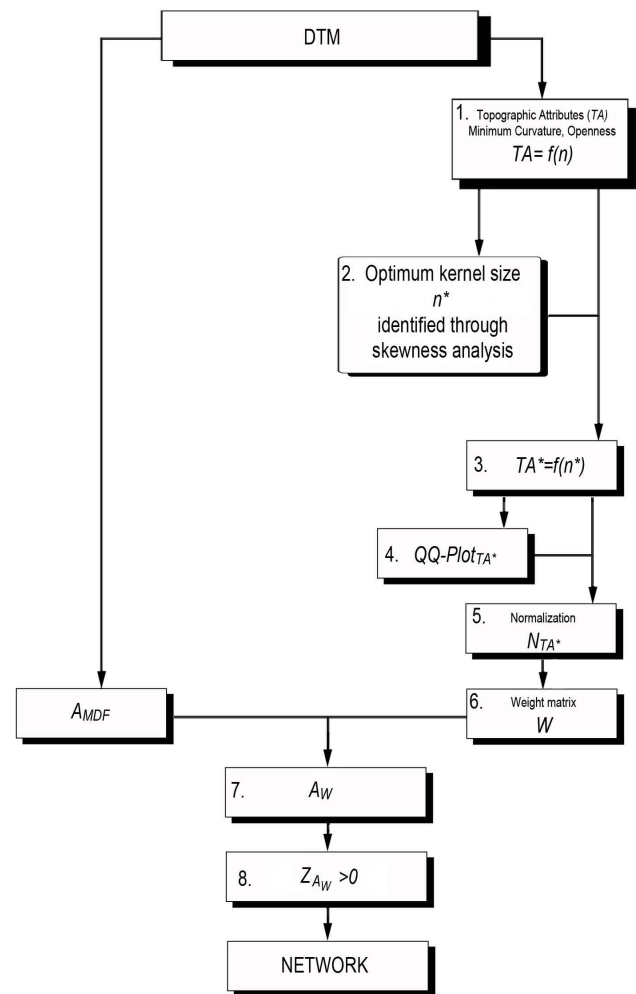 DTM
1. Topographic Attributes (TA)
Minimum Curvature, Openness
TA= f(n)
2. Optimum kernel size
n*
identified through
skewness analysis
3. TA*=f(n*)
4. QQ-PlotTA*
5. Normalization
NTA*
AMDF
6. Weight matrix
W
7. AW
8. ZAW >0
NETWORK